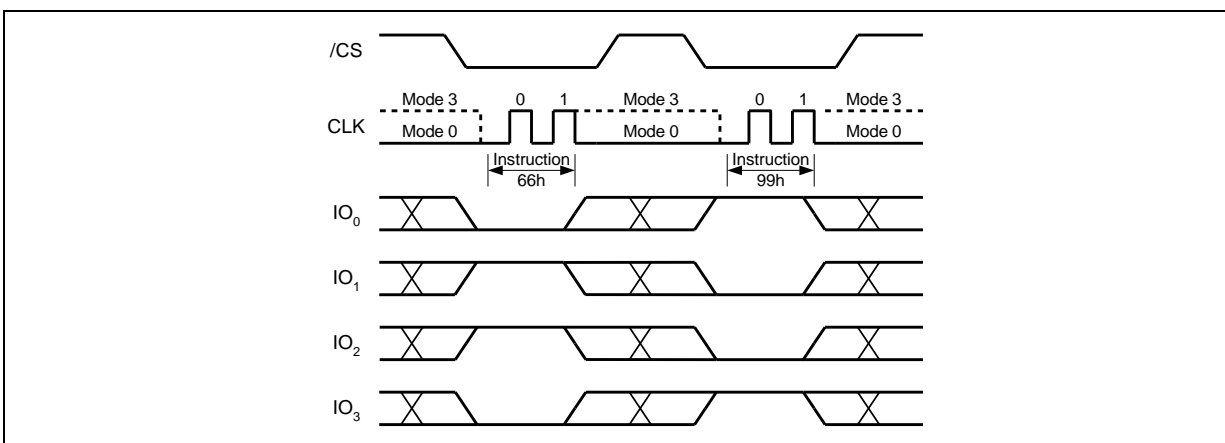 /CS
Mode 3 0 1 Mode 3 0 1 Mode 3
CLK
Mode 0 Mode 0 Mode 0
Instruction Instruction
66h 99h
IO0
IO1
IO2
IO3